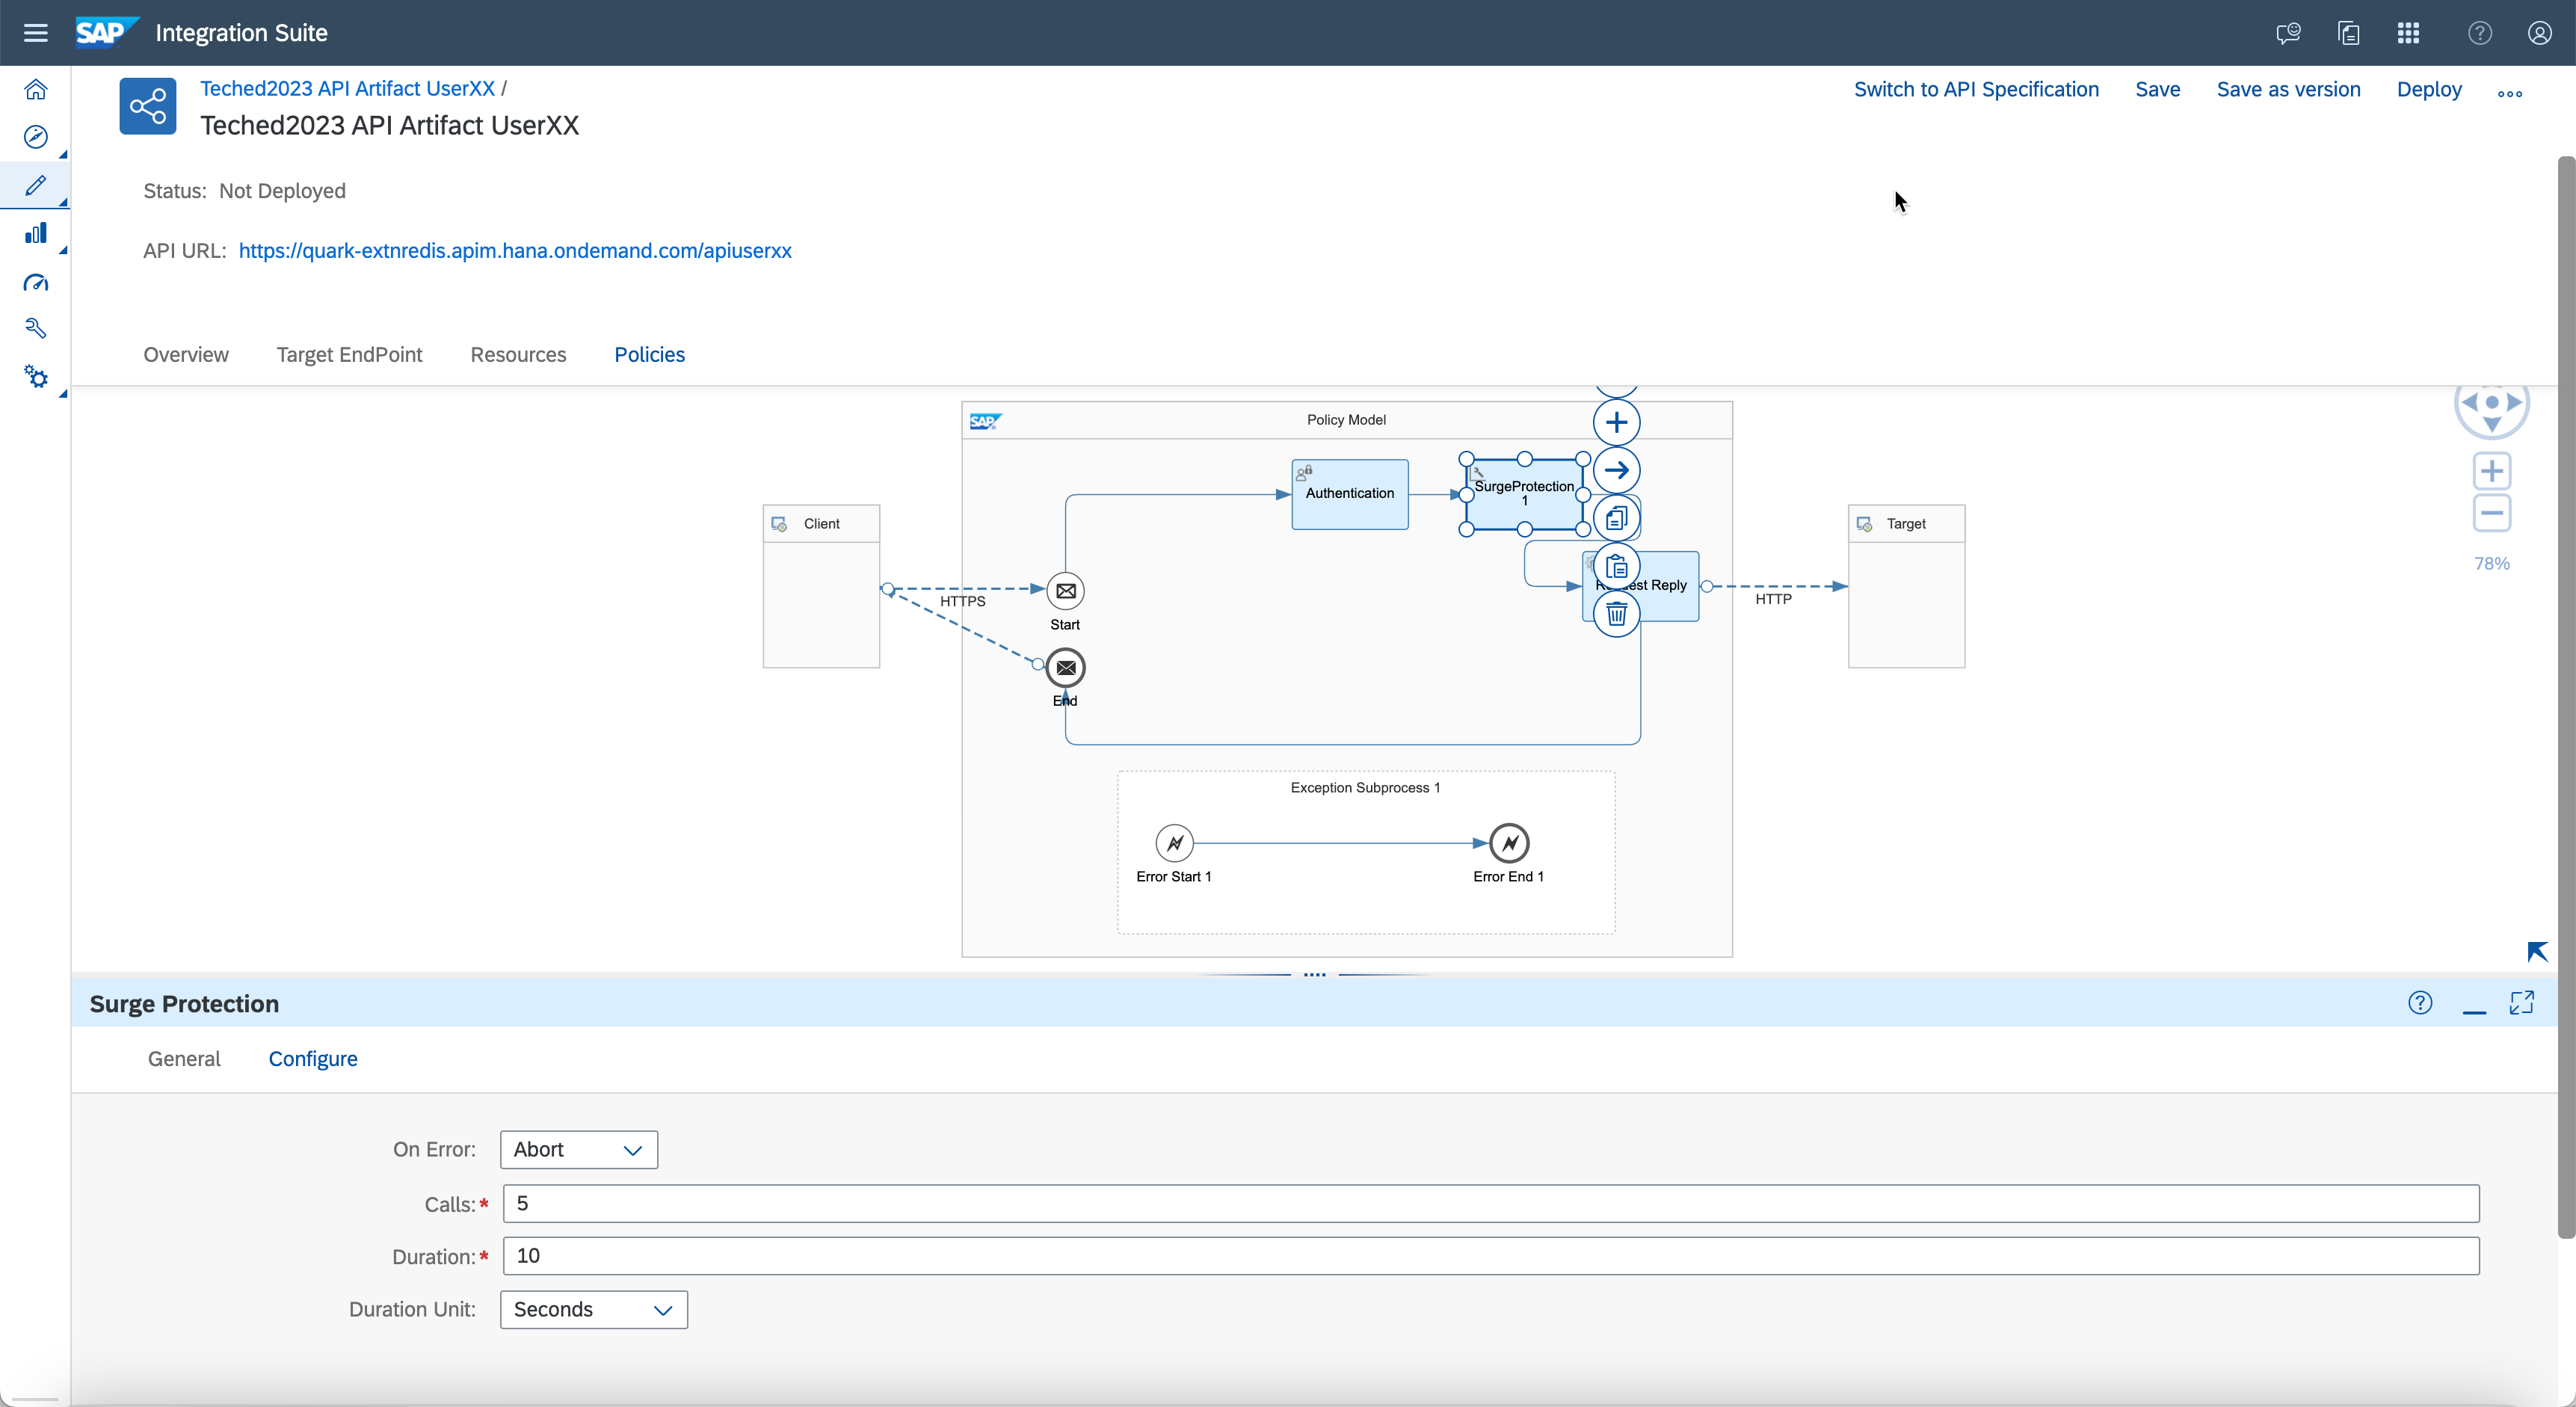 SAP Integration Suite
Teched2023 API Artifact UserXX /
Teched2023 API Artifact UserXX
Switch to API Specification Save Save as version Deploy
Status: Not Deployed
API URL: https://quark-extnredis.apim.hana.ondemand.com/apiuserxx
Overview Target EndPoint Resources Policies
SAP Policy Model
Authentication
SurgeProtection
1
Client
Target
78%
Reply
HTTPS
HTTP
Start
End
Exception Subprocess 1
Error Start 1 Error End 1
Surge Protection
General Configure
On Error: Abort
Calls:* 5
Duration:* 10
Duration Unit: Seconds